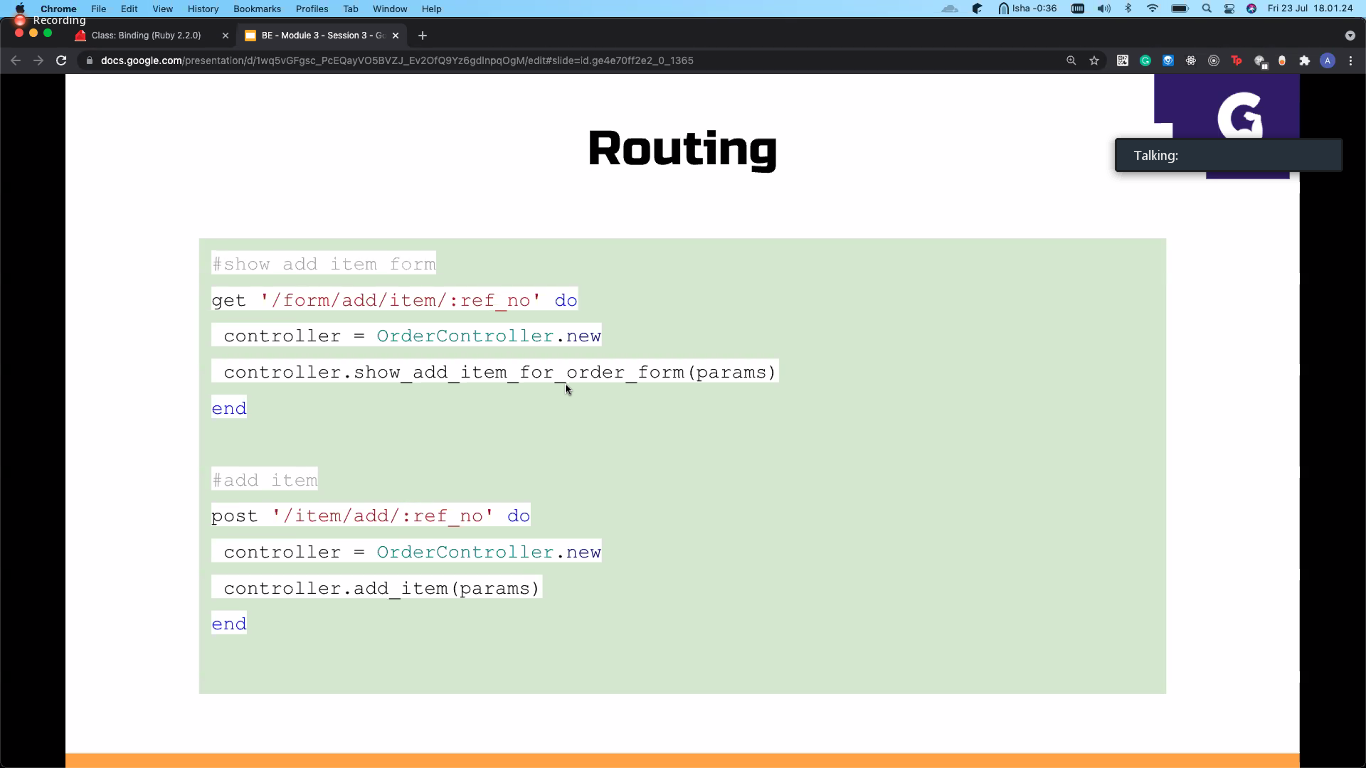 Chrome File Edit View History Bookmarks Profiles Tab Window Help Isha -0:36 Fri 23 Jul 18.01.24
Recording
Class: Binding (Ruby 2.2.0) BE - Module 3 - Session 3 - Go
docs.google.com/presentation/d/1wq5vGFgsc_PcEQayVO5BVZJ_Ev2OfQ9Yz6gdInpqOgM/edit#slide=id.ge4e70ff2e2_0_1365
G
Routing
Talking:
#show add item form
get '/form/add/item/:ref_no' do
controller = OrderController.new
controller.show_add_item_for_order_form(params)
end
#add item
post '/item/add/:ref_no' do
controller = OrderController.new
controller.add_item(params)
end